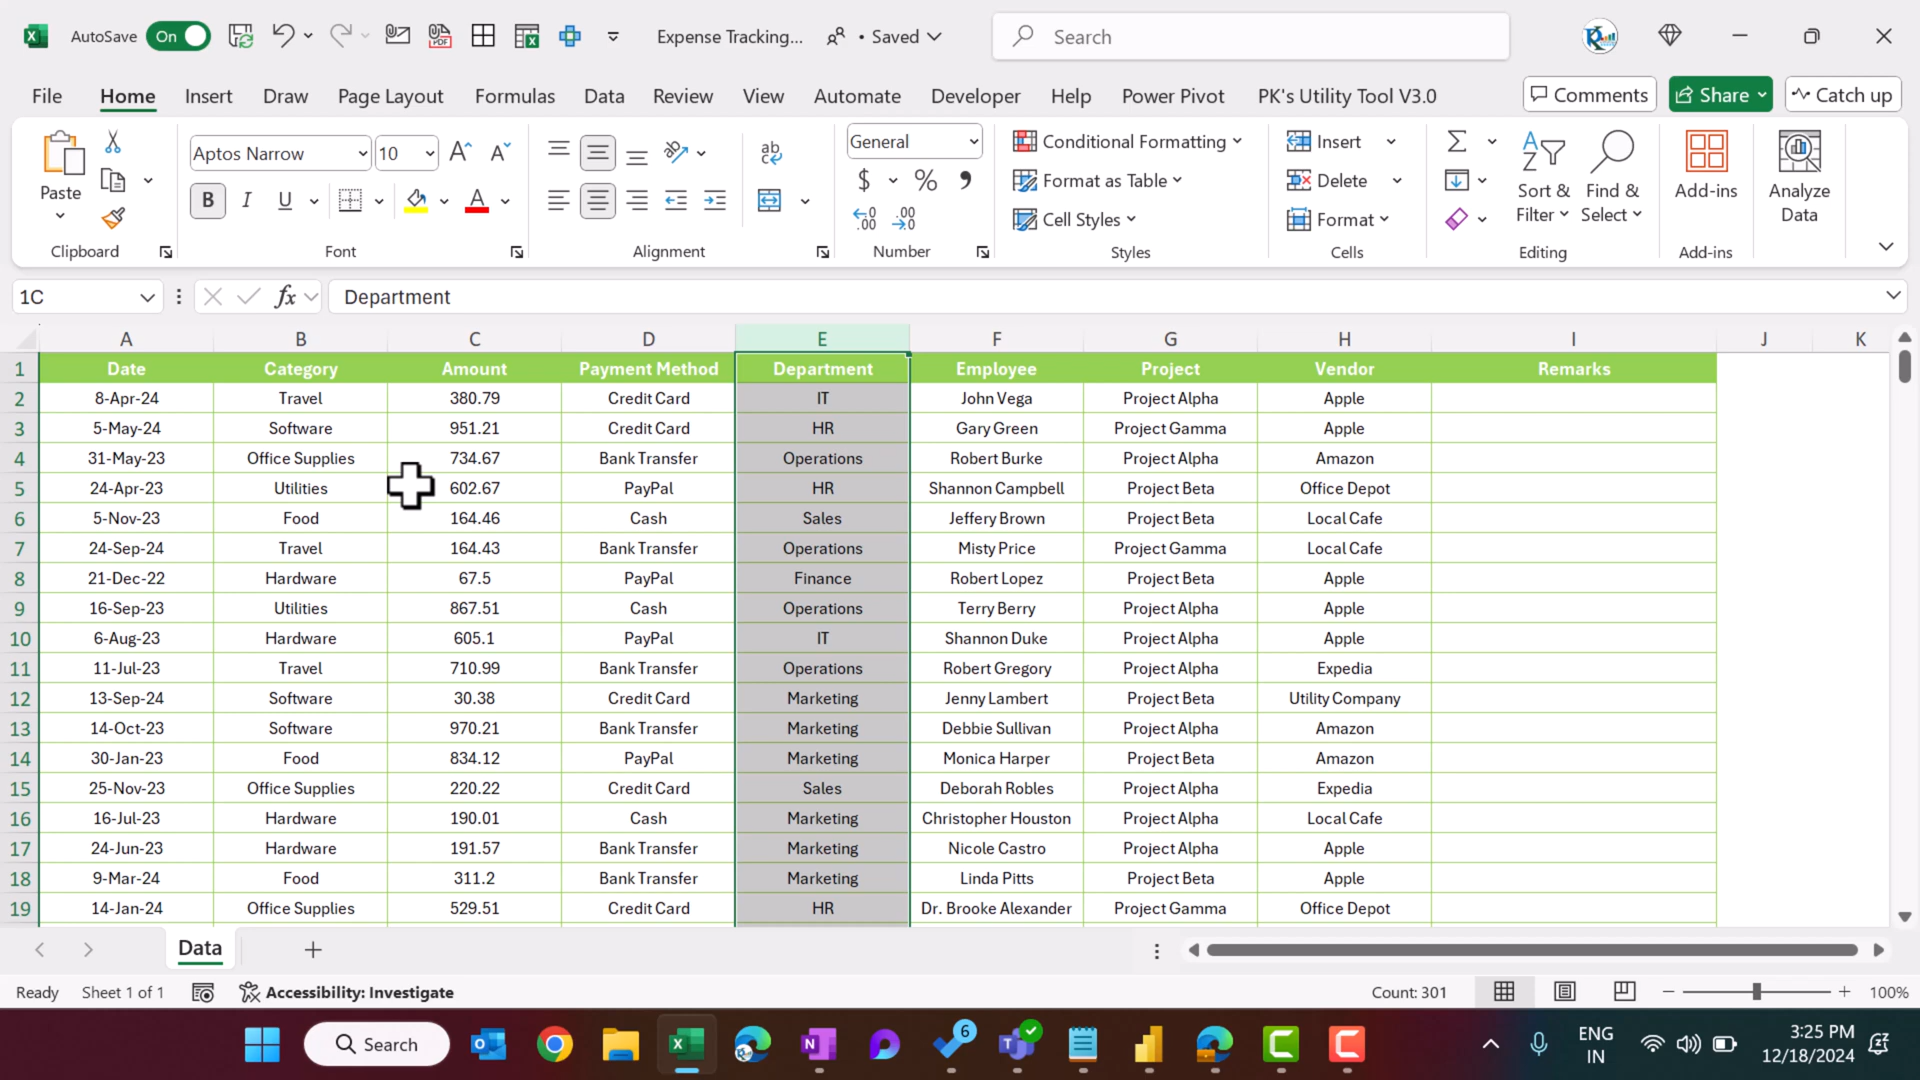 AutoSave On Expense Tracking... • Saved Search
File Home Insert Draw Page Layout Formulas Data Review View Automate Developer Help Power Pivot PK's Utility Tool V3.0 Comments Share Catch up
Paste Aptos Narrow 10 General Conditional Formatting Insert Sort & Filter Find & Select Add-ins Analyze Data
B I U $ % Format as Table Delete
Cell Styles Format
Clipboard Font Alignment Number Styles Cells Editing Add-ins
1C fx Department
A B C D E F G H I J K
1 Date Category Amount Payment Method Department Employee Project Vendor Remarks
2 8-Apr-24 Travel 380.79 Credit Card IT John Vega Project Alpha Apple
3 5-May-24 Software 951.21 Credit Card HR Gary Green Project Gamma Apple
4 31-May-23 Office Supplies 734.67 Bank Transfer Operations Robert Burke Project Alpha Amazon
5 24-Apr-23 Utilities 602.67 PayPal HR Shannon Campbell Project Beta Office Depot
6 5-Nov-23 Food 164.46 Cash Sales Jeffery Brown Project Beta Local Cafe
7 24-Sep-24 Travel 164.43 Bank Transfer Operations Misty Price Project Gamma Local Cafe
8 21-Dec-22 Hardware 67.5 PayPal Finance Robert Lopez Project Beta Apple
9 16-Sep-23 Utilities 867.51 Cash Operations Terry Berry Project Alpha Apple
10 6-Aug-23 Hardware 605.1 PayPal IT Shannon Duke Project Alpha Apple
11 11-Jul-23 Travel 710.99 Bank Transfer Operations Robert Gregory Project Alpha Expedia
12 13-Sep-24 Software 30.38 Credit Card Marketing Jenny Lambert Project Beta Utility Company
13 14-Oct-23 Software 970.21 Bank Transfer Marketing Debbie Sullivan Project Alpha Amazon
14 30-Jan-23 Food 834.12 PayPal Marketing Monica Harper Project Beta Amazon
15 25-Nov-23 Office Supplies 220.22 Credit Card Sales Deborah Robles Project Alpha Expedia
16 16-Jul-23 Hardware 190.01 Cash Marketing Christopher Houston Project Alpha Local Cafe
17 24-Jun-23 Hardware 191.57 Bank Transfer Marketing Nicole Castro Project Alpha Apple
18 9-Mar-24 Food 311.2 Bank Transfer Marketing Linda Pitts Project Beta Apple
19 14-Jan-24 Office Supplies 529.51 Credit Card HR Dr. Brooke Alexander Project Gamma Office Depot
Data
Ready Sheet 1 of 1 Accessibility: Investigate Count: 301 100%
Search 6 ENG IN 3:25 PM
12/18/2024